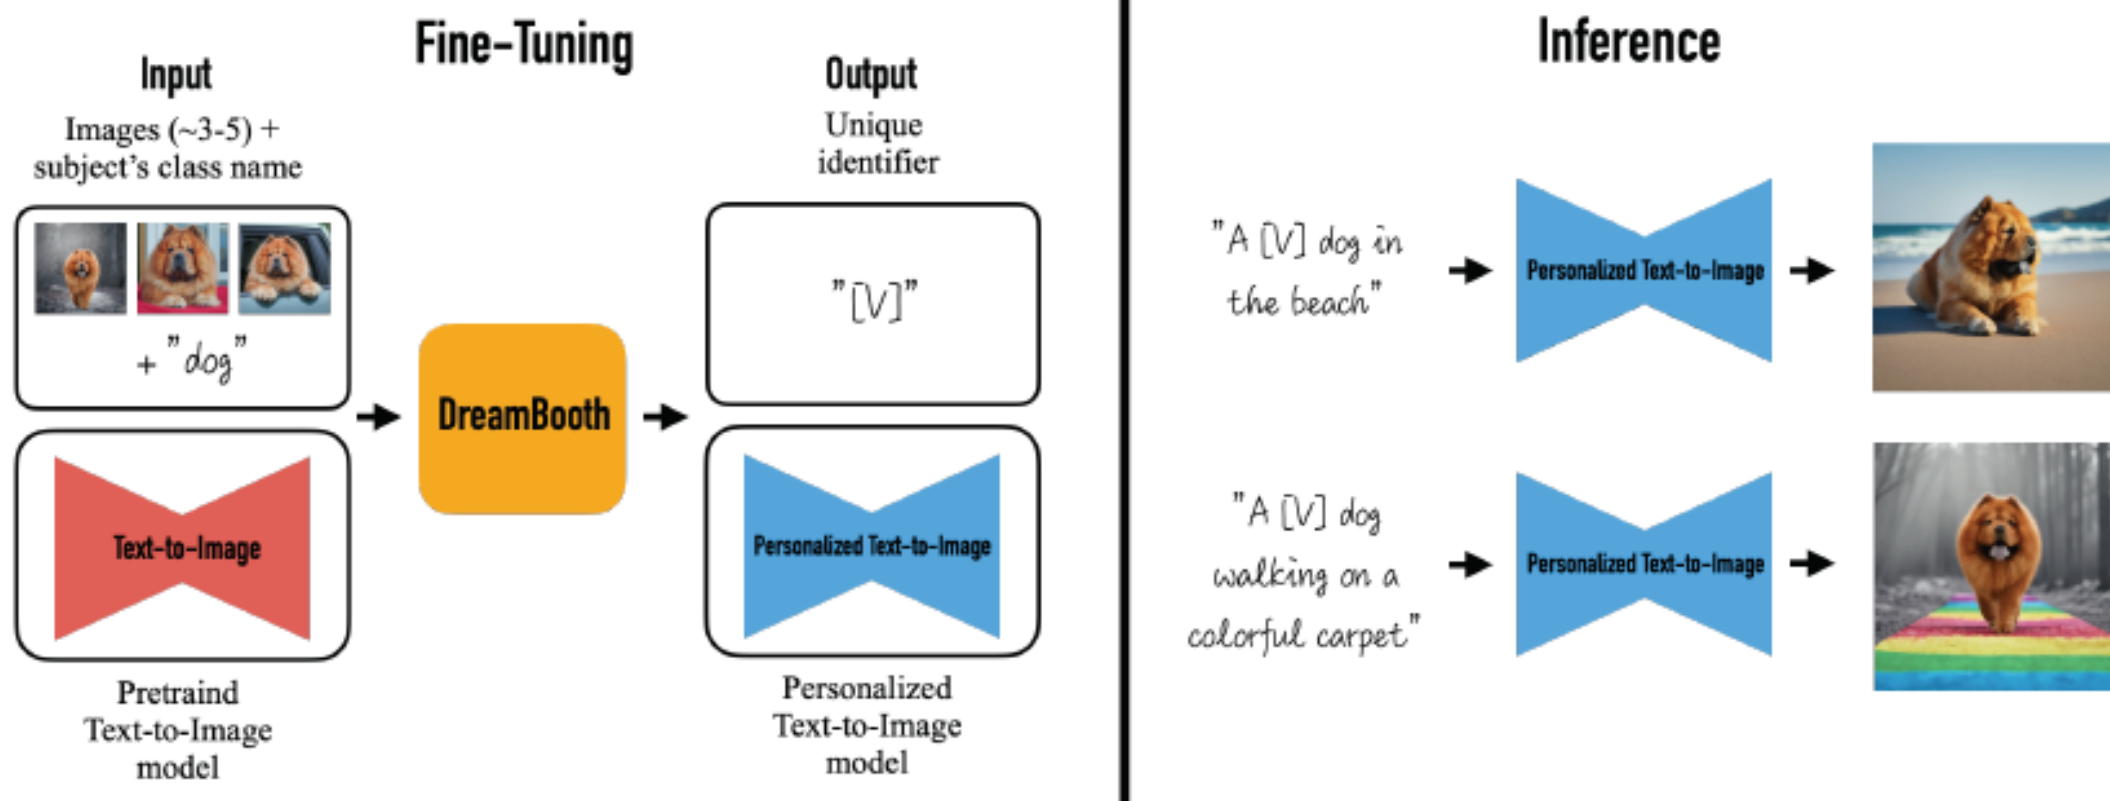 Fine-Tuning
Input
Images (~3-5) +
subject's class name
+ "dog"
Text-to-Image
Pretraind
Text-to-Image
model
DreamBooth
Output
Unique
identifier
"[V]"
Personalized Text-to-Image
Personalized
Text-to-Image
model
Inference
"A [V] dog in
the beach"
Personalized Text-to-Image
"A [V] dog
walking on a
colorful carpet"
Personalized Text-to-Image